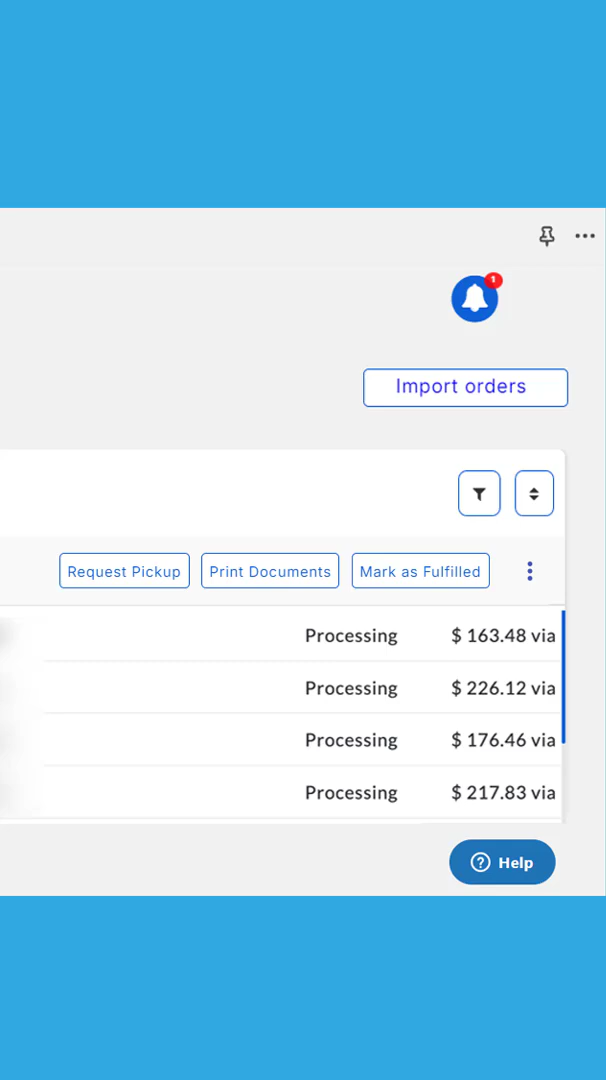 1
Import orders
Request Pickup Print Documents Mark as Fulfilled
Processing $ 163.48 via
Processing $ 226.12 via
Processing $ 176.46 via
Processing $ 217.83 via
? Help